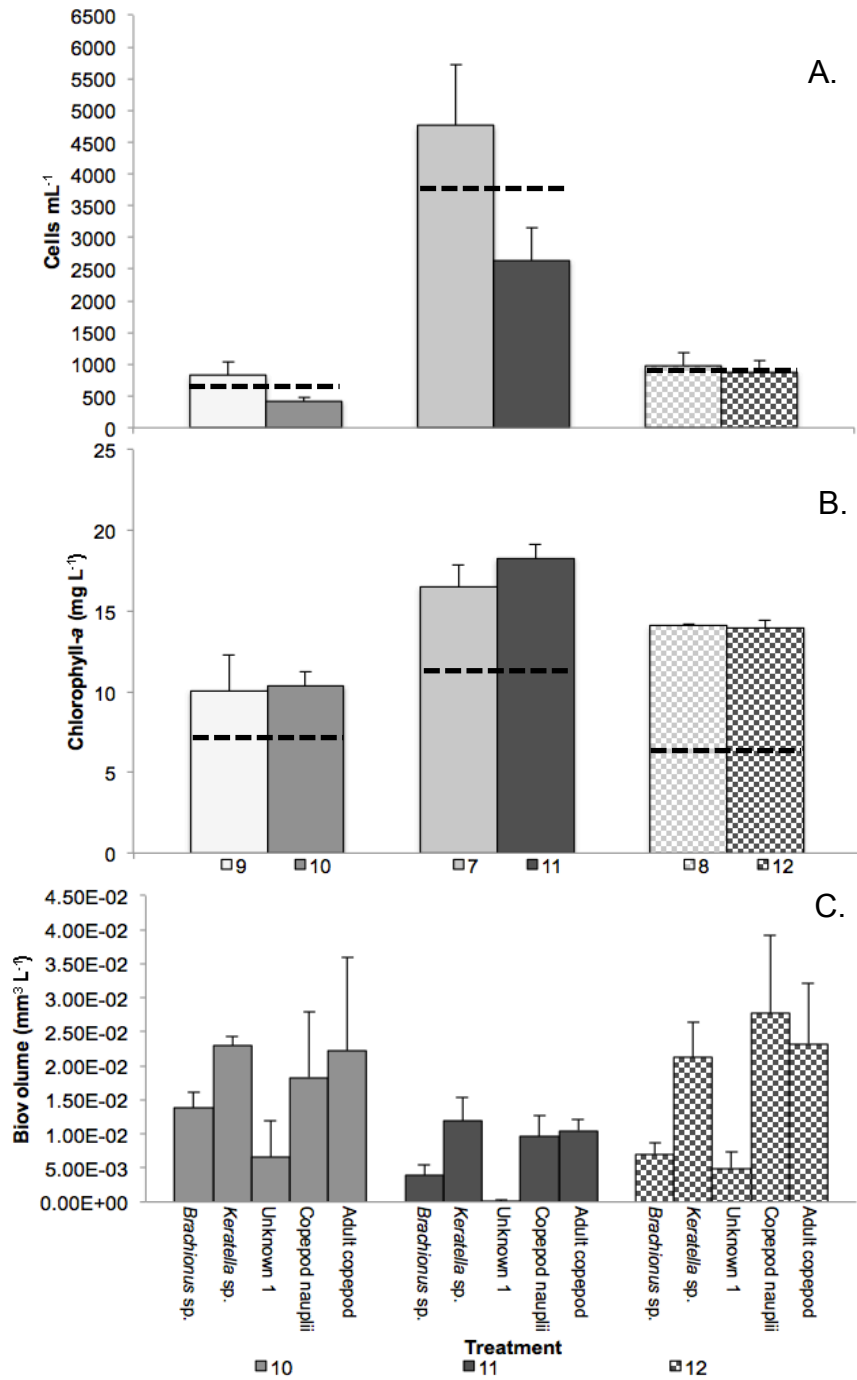 A.
6500
6000
5500
5000
4500
4000
3500
3000
2500
2000
1500
1000
500
0
Cells mL-1
B.
25
20
15
10
5
0
Chlorophyll-a (mg L-1)
9 10 7 11 8 12
C.
4.50E-02
4.00E-02
3.50E-02
3.00E-02
2.50E-02
2.00E-02
1.50E-02
1.00E-02
5.00E-03
0.00E+00
Biov olume (mm3 L-1)
Brachionus sp.
Keratella sp.
Unknown 1
Copepod nauplii
Adult copepod
Brachionus sp.
Keratella sp.
Unknown 1
Copepod nauplii
Adult copepod
Brachionus sp.
Keratella sp.
Unknown 1
Copepod nauplii
Adult copepod
Treatment
10 11 12